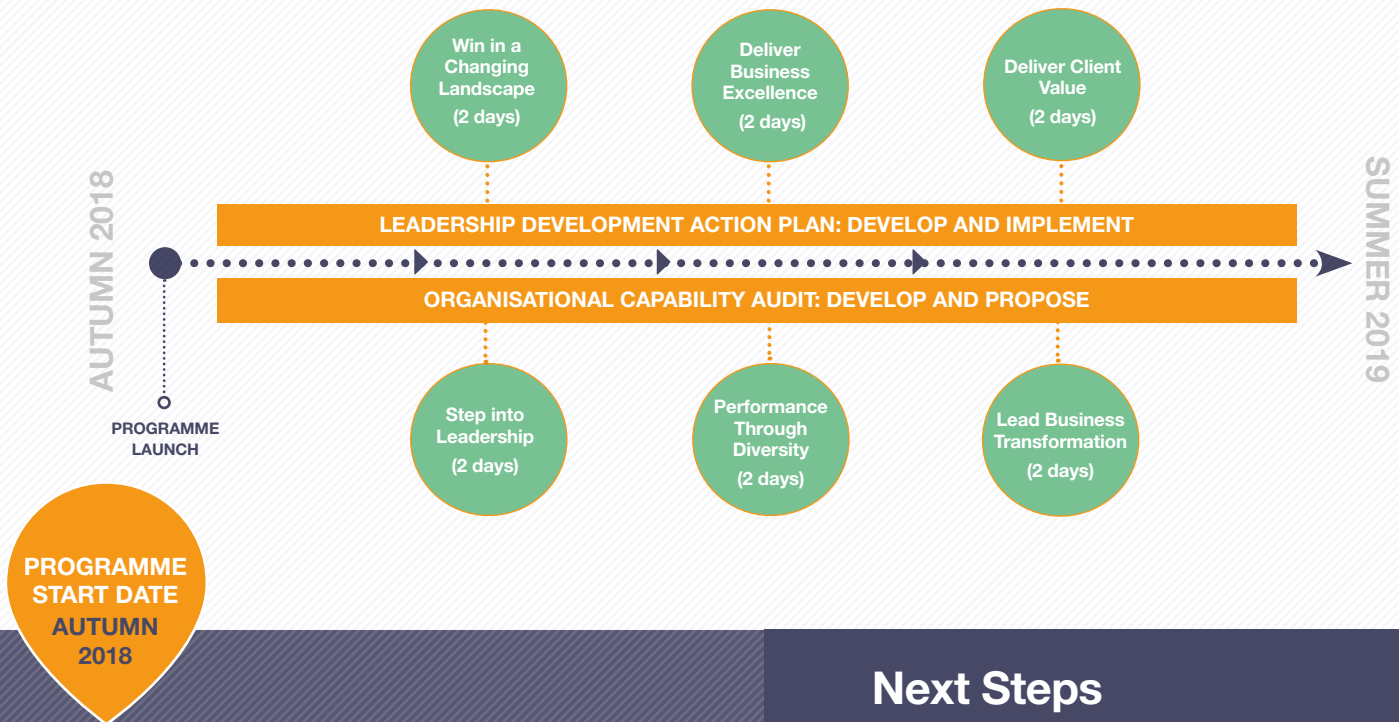 Win in a
Changing
Landscape
(2 days)
Deliver
Business
Excellence
(2 days)
Deliver Client
Value
(2 days)
AUTUMN 2018
SUMMER 2019
LEADERSHIP DEVELOPMENT ACTION PLAN: DEVELOP AND IMPLEMENT
ORGANISATIONAL CAPABILITY AUDIT: DEVELOP AND PROPOSE
PROGRAMME
LAUNCH
Step into
Leadership
(2 days)
Performance
Through
Diversity
(2 days)
Lead Business
Transformation
(2 days)
PROGRAMME
START DATE
AUTUMN
2018
Next Steps